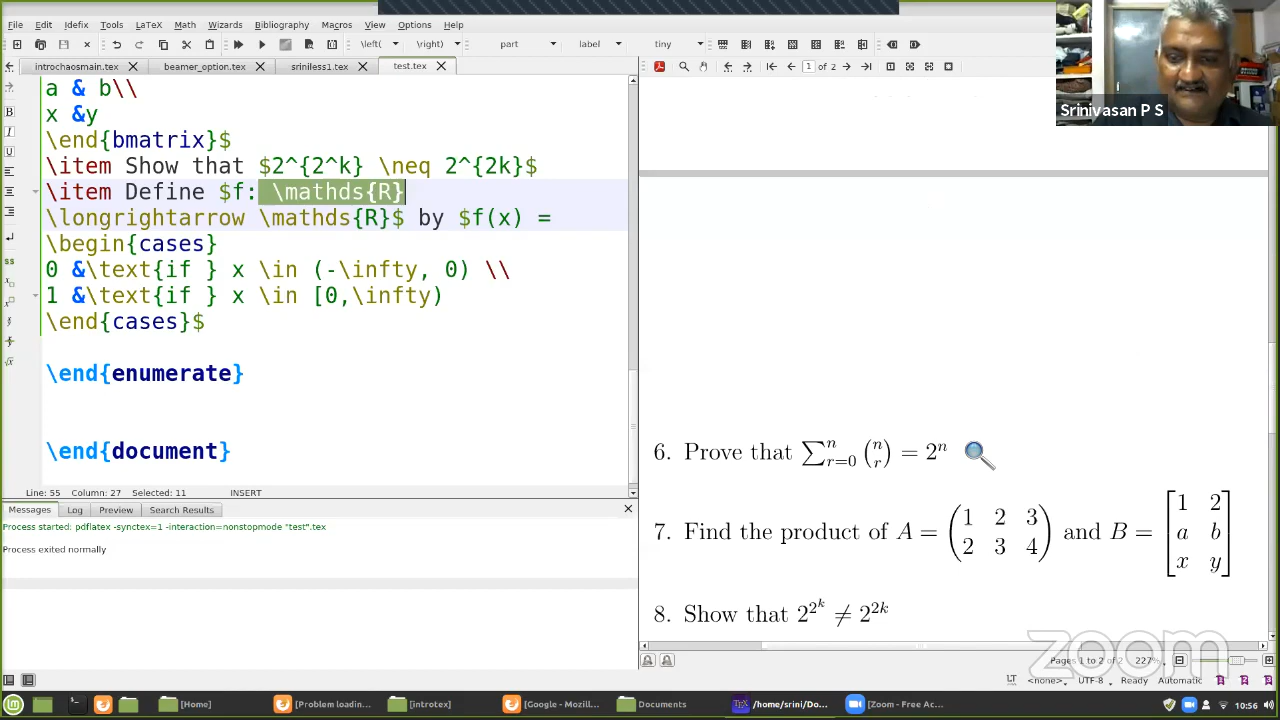 File Edit Idefix Tools LaTeX Math Wizard Bibliography Macros View Options Help
\left( \right) part label tiny
introchaosmain.tex beamer_option.tex sriniless1.tex test.tex
1 of 2
a & b\\
x &y
\end{bmatrix}$
\item Show that $2^{2^k} \neq 2^{2k}$
\item Define $f: \mathds{R}
\longrightarrow \mathds{R}$ by $f(x) =
\begin{cases}
0 &\text{if } x \in (-\infty, 0) \\
1 &\text{if } x \in [0,\infty)
\end{cases}$
\end{enumerate}
\end{document}
Line: 55 Column: 27 Selected: 11 INSERT
Messages Log Preview Search Results
Process started: pdflatex -synctex=1 -interaction=nonstopmode "test".tex
Process exited normally
Srinivasan P S
6. Prove that ∑_{r=0}^{n} (n r) = 2^n
7. Find the product of A = (1 2 3 2 3 4) and B = [1 2 a b x y]
8. Show that 2^{2^k} ≠ 2^{2k}
zoom
Pages 1 to 2 of 2 227%
<none> UTF-8 Ready Automatic
[Home] [Problem loadin... [introtex] [Google - Mozill... Documents /home/srini/Do... [Zoom - Free Ac... 10:56